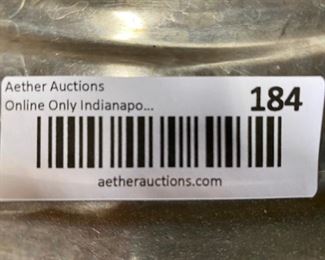 Aether Auctions
Online Only Indianapo... 184
aetherauctions.com